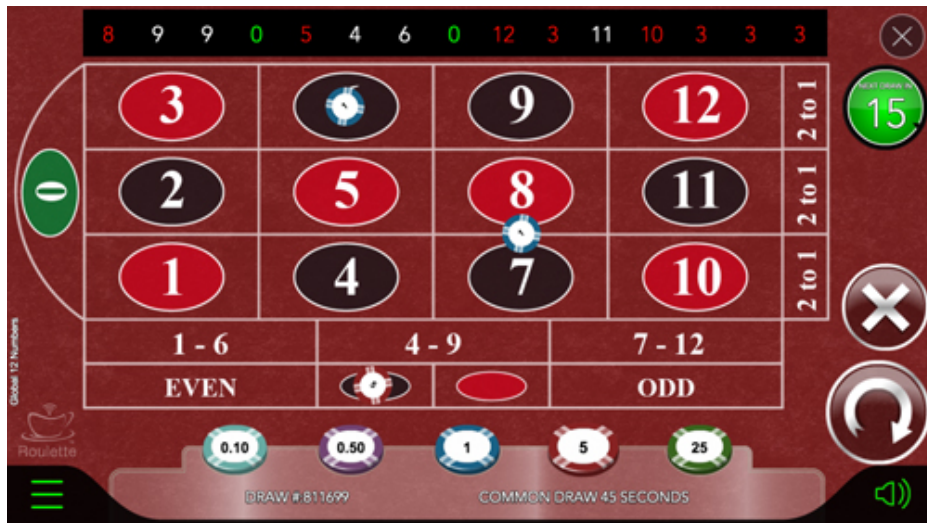 8 9 9 0 5 4 6 0 12 3 11 10 3 3 3
NEXT DRAW IN
15
3 9 12 2 to 1
0 2 5 8 11 2 to 1
1 4 7 10 2 to 1
1 - 6 4 - 9 7 - 12
EVEN ODD
Global 12 Numbers
Roulette
0.10 0.50 1 5 25
DRAW #:811699 COMMON DRAW 45 SECONDS